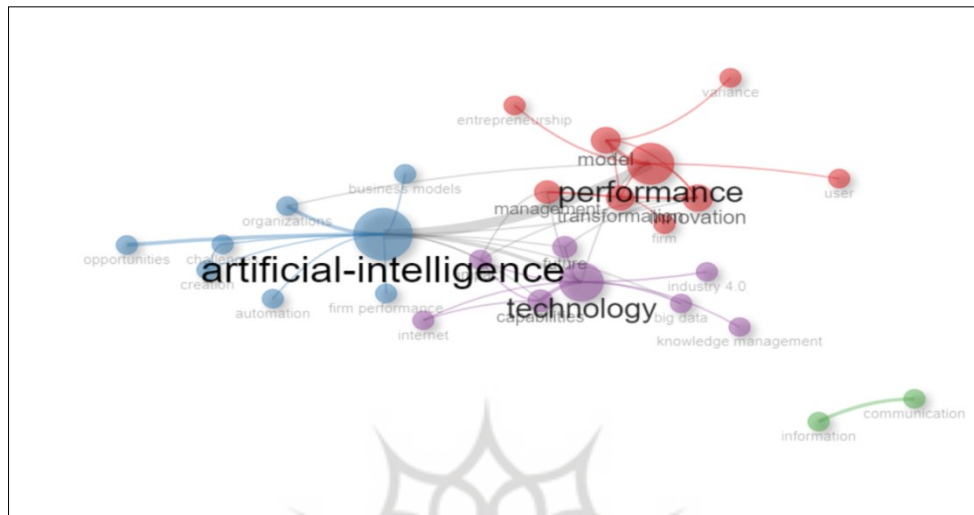 variance
entrepreneurship
model
business models
performance
user
management
transformation
innovation
organizations
firm
opportunities
future
artificial-intelligence
creation
industry 4.0
automation
firm performance
technology
capabilities
big data
internet
knowledge management
communication
information